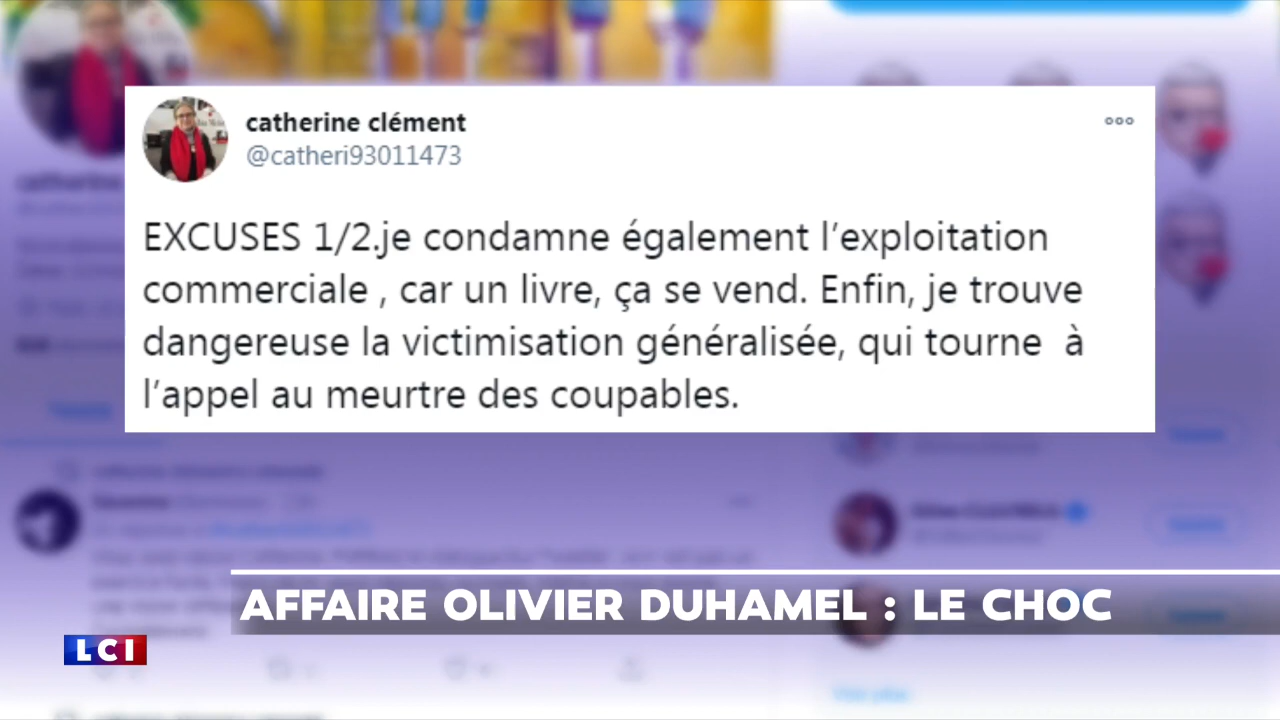 catherine clément
@catheri93011473
EXCUSES 1/2.je condamne également l’exploitation
commerciale , car un livre, ça se vend. Enfin, je trouve
dangereuse la victimisation généralisée, qui tourne à
l’appel au meurtre des coupables.
AFFAIRE OLIVIER DUHAMEL : LE CHOC
LCI